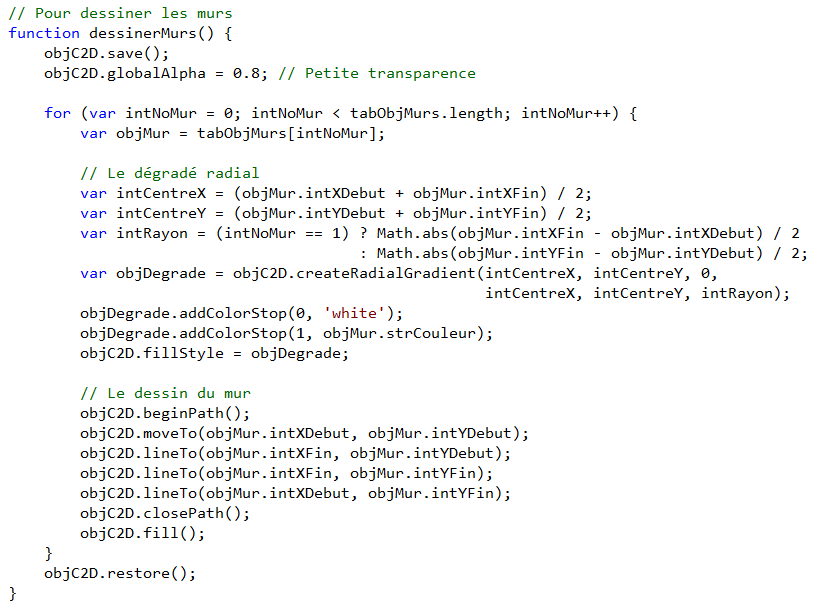 // Pour dessiner les murs
function dessinerMurs() {
    objC2D.save();
    objC2D.globalAlpha = 0.8; // Petite transparence

    for (var intNoMur = 0; intNoMur < tabObjMurs.length; intNoMur++) {
        var objMur = tabObjMurs[intNoMur];

        // Le dégradé radial
        var intCentreX = (objMur.intXDebut + objMur.intXFin) / 2;
        var intCentreY = (objMur.intYDebut + objMur.intYFin) / 2;
        var intRayon = (intNoMur == 1) ? Math.abs(objMur.intXFin - objMur.intXDebut) / 2
                                       : Math.abs(objMur.intYFin - objMur.intYDebut) / 2;
        var objDegrade = objC2D.createRadialGradient(intCentreX, intCentreY, 0,
                                                     intCentreX, intCentreY, intRayon);
        objDegrade.addColorStop(0, 'white');
        objDegrade.addColorStop(1, objMur.strCouleur);
        objC2D.fillStyle = objDegrade;

        // Le dessin du mur
        objC2D.beginPath();
        objC2D.moveTo(objMur.intXDebut, objMur.intYDebut);
        objC2D.lineTo(objMur.intXFin, objMur.intYDebut);
        objC2D.lineTo(objMur.intXFin, objMur.intYFin);
        objC2D.lineTo(objMur.intXDebut, objMur.intYFin);
        objC2D.closePath();
        objC2D.fill();
    }
    objC2D.restore();
}